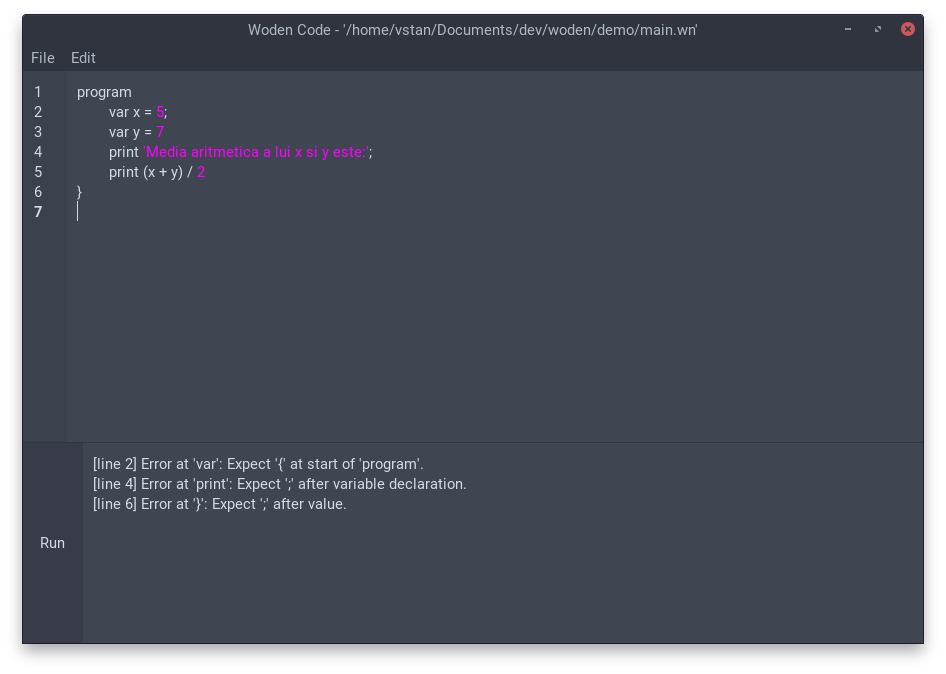 Woden Code - '/home/vstan/Documents/dev/woden/demo/main.wn'
File Edit
1 program
2 var x = 5;
3 var y = 7
4 print 'Media aritmetica a lui x si y este:';
5 print (x + y) / 2
6 }
7
[line 2] Error at 'var': Expect '{' at start of 'program'.
[line 4] Error at 'print': Expect ';' after variable declaration.
[line 6] Error at '}': Expect ';' after value.
Run